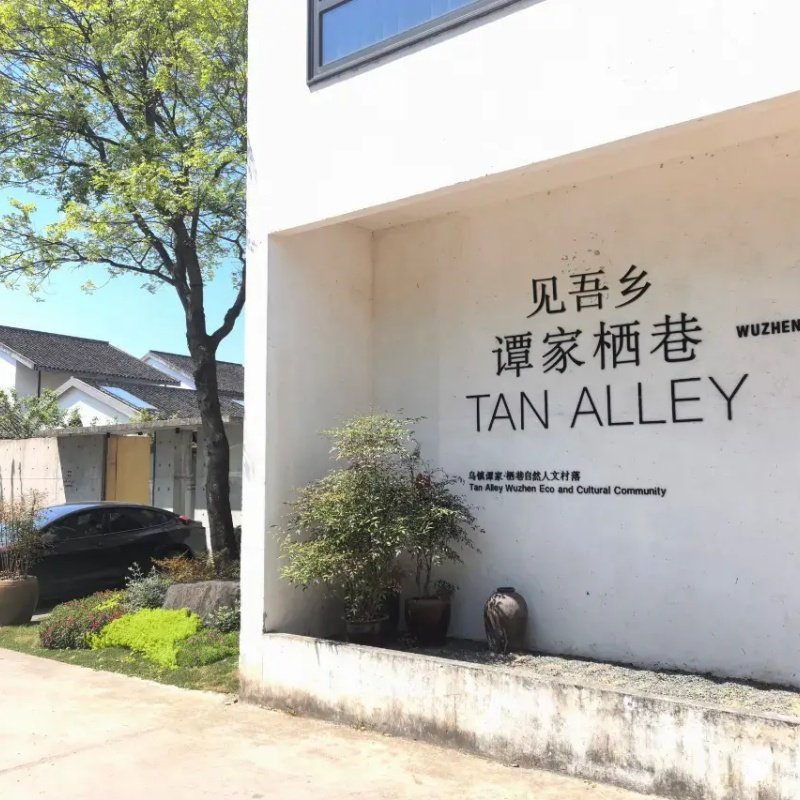 见吾乡
谭家栖巷
TAN ALLEY
WUZHEN
乌镇谭家·栖巷自然人文村落
Tan Alley Wuzhen Eco and Cultural Community